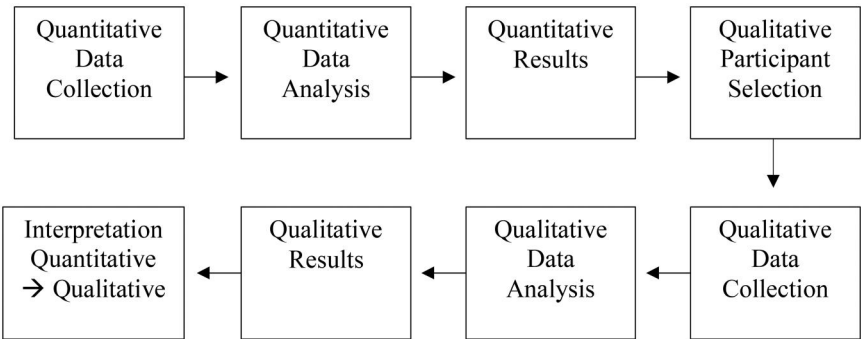 Quantitative
Data
Collection
Quantitative
Data
Analysis
Quantitative
Results
Qualitative
Participant
Selection
Qualitative
Data
Collection
Qualitative
Data
Analysis
Qualitative
Results
Interpretation
Quantitative
→ Qualitative